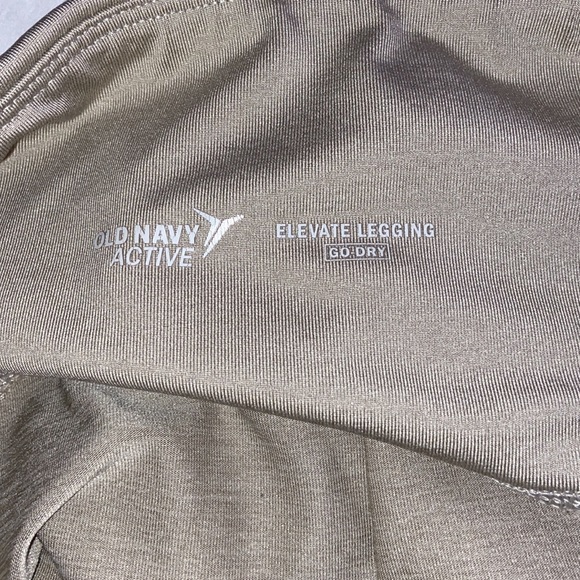 OLD NAVY
ACTIVE
ELEVATE LEGGING
GO-DRY